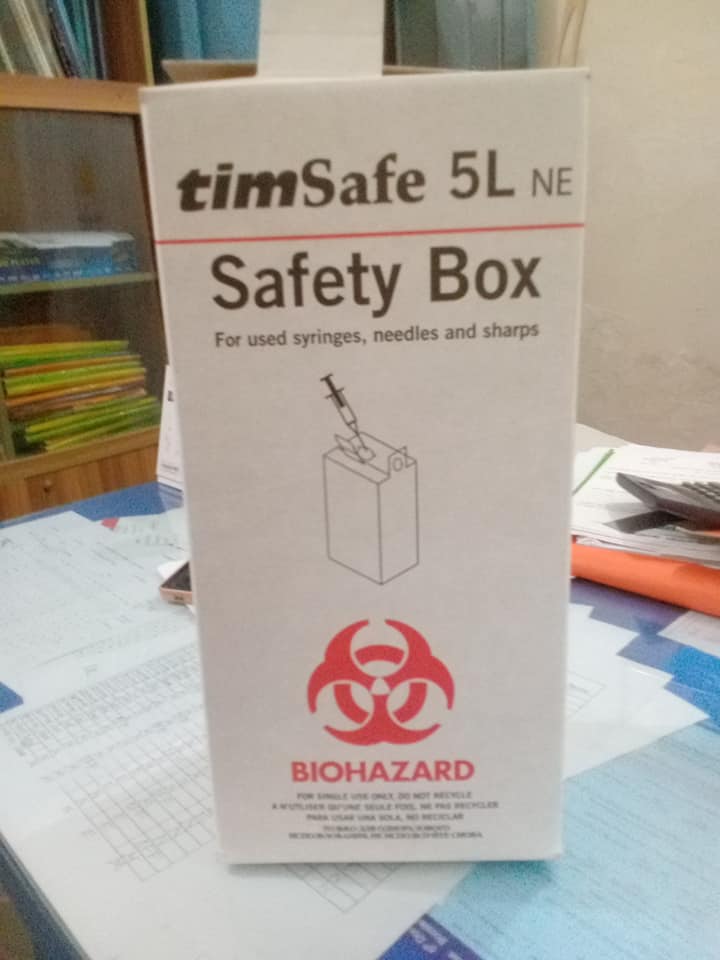 timSafe 5L NE
Safety Box
For used syringes, needles and sharps
BIOHAZARD
FOR SINGLE USE ONLY, DO NOT RECYCLE
A N'UTLISER QU'UNE SEULE FOIS, NE PAS RECYCLER
PARA USAR UNA SOLA, NO RECICLAR